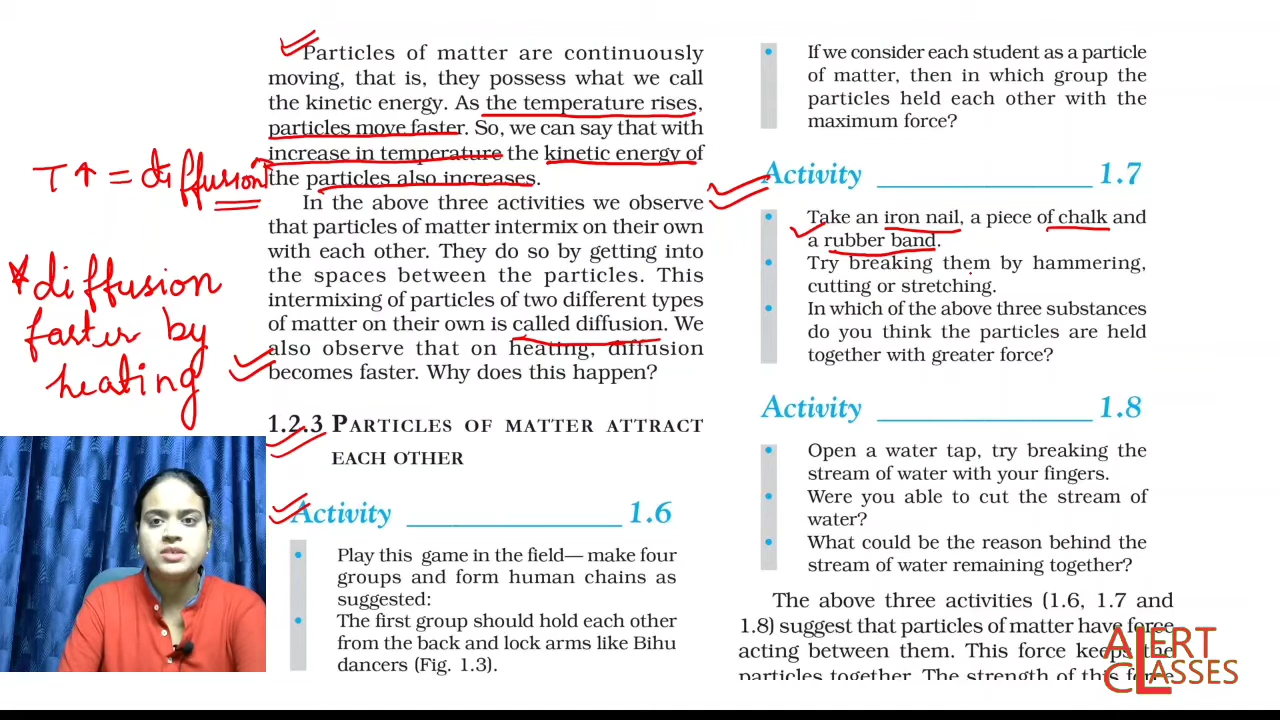 Particles of matter are continuously
moving, that is, they possess what we call
the kinetic energy. As the temperature rises,
particles move faster. So, we can say that with
increase in temperature the kinetic energy of
the particles also increases.
In the above three activities we observe
that particles of matter intermix on their own
with each other. They do so by getting into
the spaces between the particles. This
intermixing of particles of two different types
of matter on their own is called diffusion. We
also observe that on heating, diffusion
becomes faster. Why does this happen?
T↑ = diffusion↑
* diffusion
faster by
heating
1.2.3 PARTICLES OF MATTER ATTRACT
EACH OTHER
Activity 1.6
• Play this game in the field— make four
groups and form human chains as
suggested:
• The first group should hold each other
from the back and lock arms like Bihu
dancers (Fig. 1.3).
• If we consider each student as a particle
of matter, then in which group the
particles held each other with the
maximum force?
Activity 1.7
• Take an iron nail, a piece of chalk and
a rubber band.
• Try breaking them by hammering,
cutting or stretching.
• In which of the above three substances
do you think the particles are held
together with greater force?
Activity 1.8
• Open a water tap, try breaking the
stream of water with your fingers.
• Were you able to cut the stream of
water?
• What could be the reason behind the
stream of water remaining together?
The above three activities (1.6, 1.7 and
1.8) suggest that particles of matter have force
acting between them. This force keeps the
particles together. The strength of this force
ALERT
CLASSES